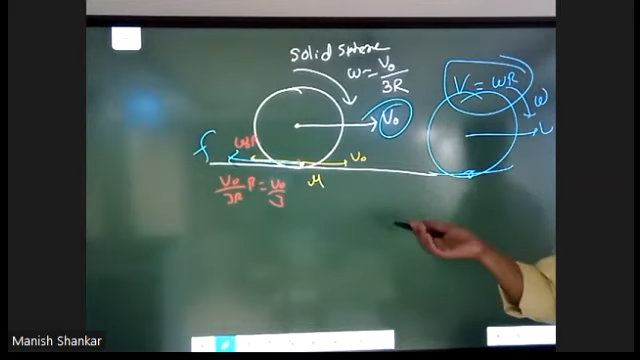 solid sphere
ω = V₀/3R
V₀
V = ωR
ω
f
ωR
V₀
μ
V₀/3R R = V₀/3
Manish Shankar